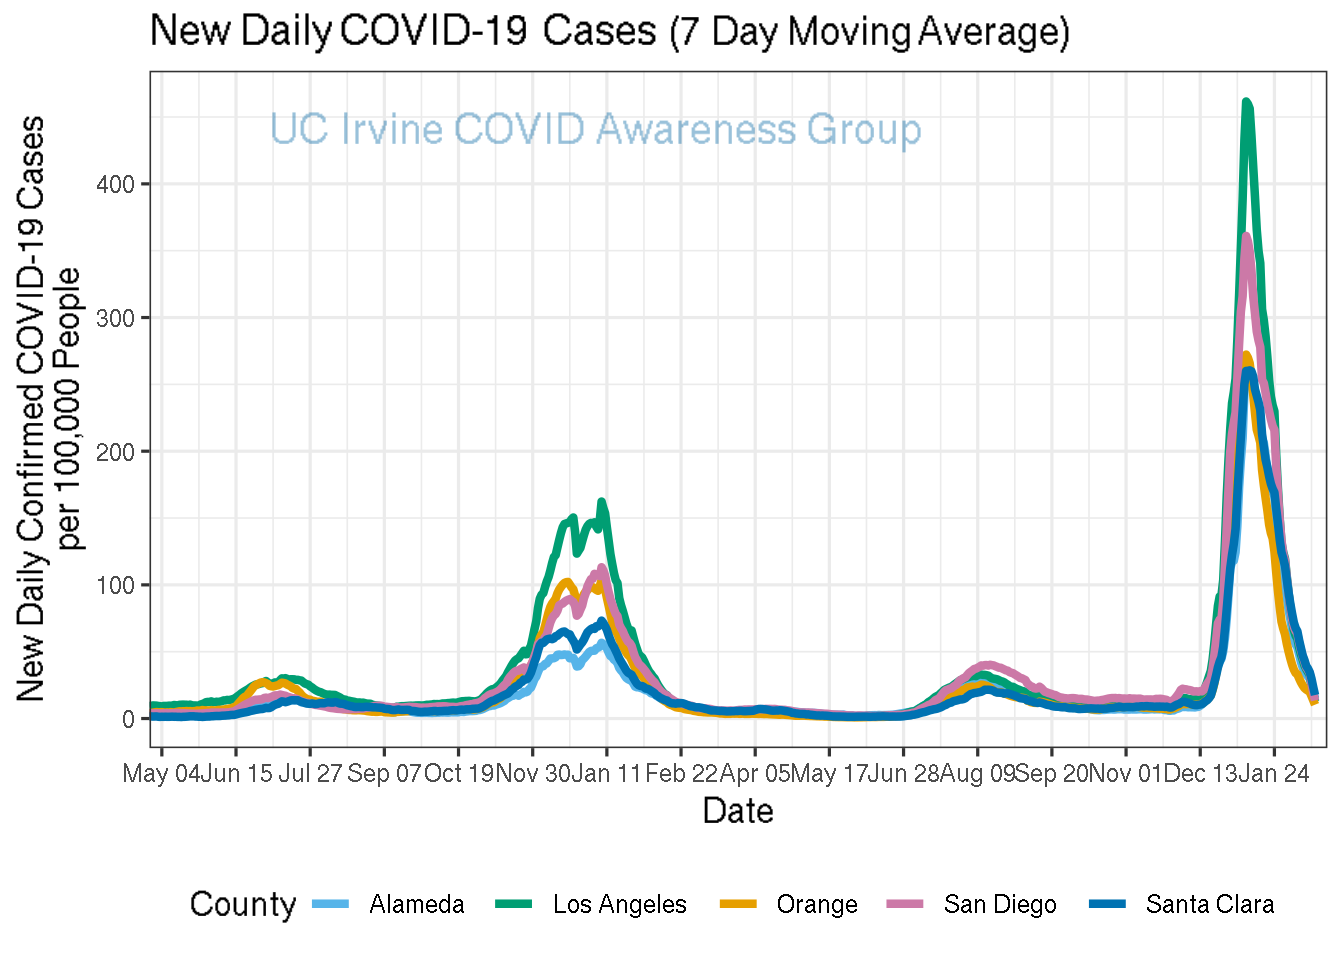 New Daily COVID-19 Cases (7 Day Moving Average)
UC Irvine COVID Awareness Group
New Daily Confirmed COVID-19 Cases
per 100,000 People
400
300
200
100
0
May 04 Jun 15 Jul 27 Sep 07 Oct 19 Nov 30 Jan 11 Feb 22 Apr 05 May 17 Jun 28 Aug 09 Sep 20 Nov 01 Dec 13 Jan 24
Date
County Alameda Los Angeles Orange San Diego Santa Clara